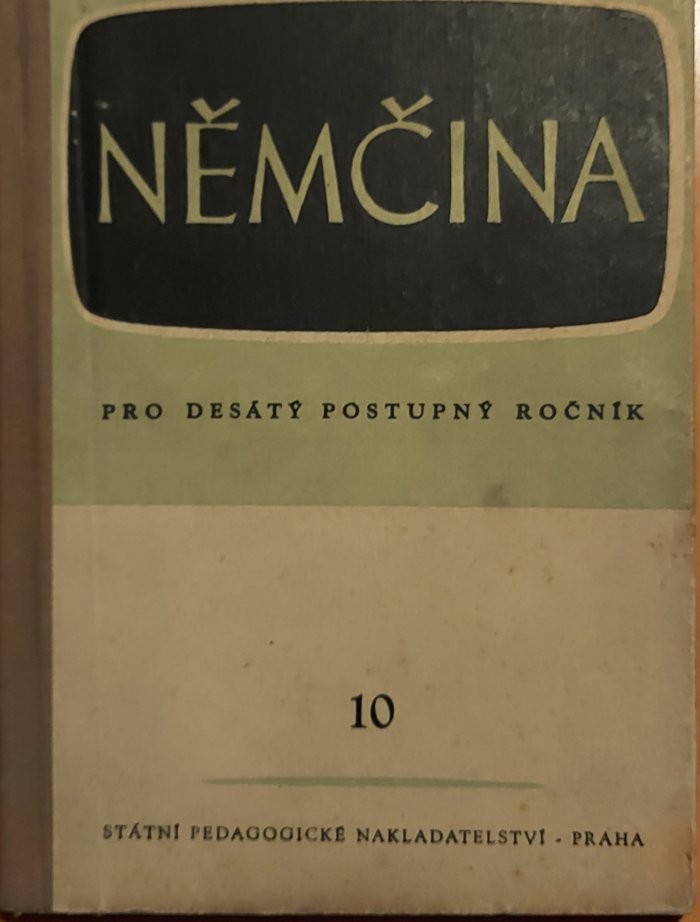 NĚMČINA
PRO DESÁTÝ POSTUPNÝ ROČNÍK
10
STÁTNÍ PEDAGOGICKÉ NAKLADATELSTVÍ - PRAHA